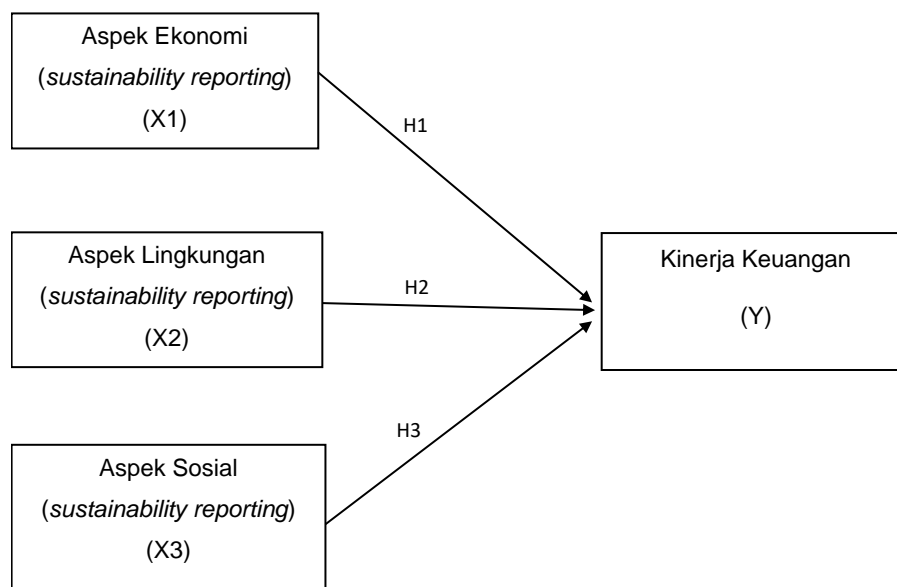 Aspek Ekonomi
(sustainability reporting)
(X1)
H1
Aspek Lingkungan
(sustainability reporting)
(X2)
H2
Kinerja Keuangan
(Y)
Aspek Sosial
(sustainability reporting)
(X3)
H3